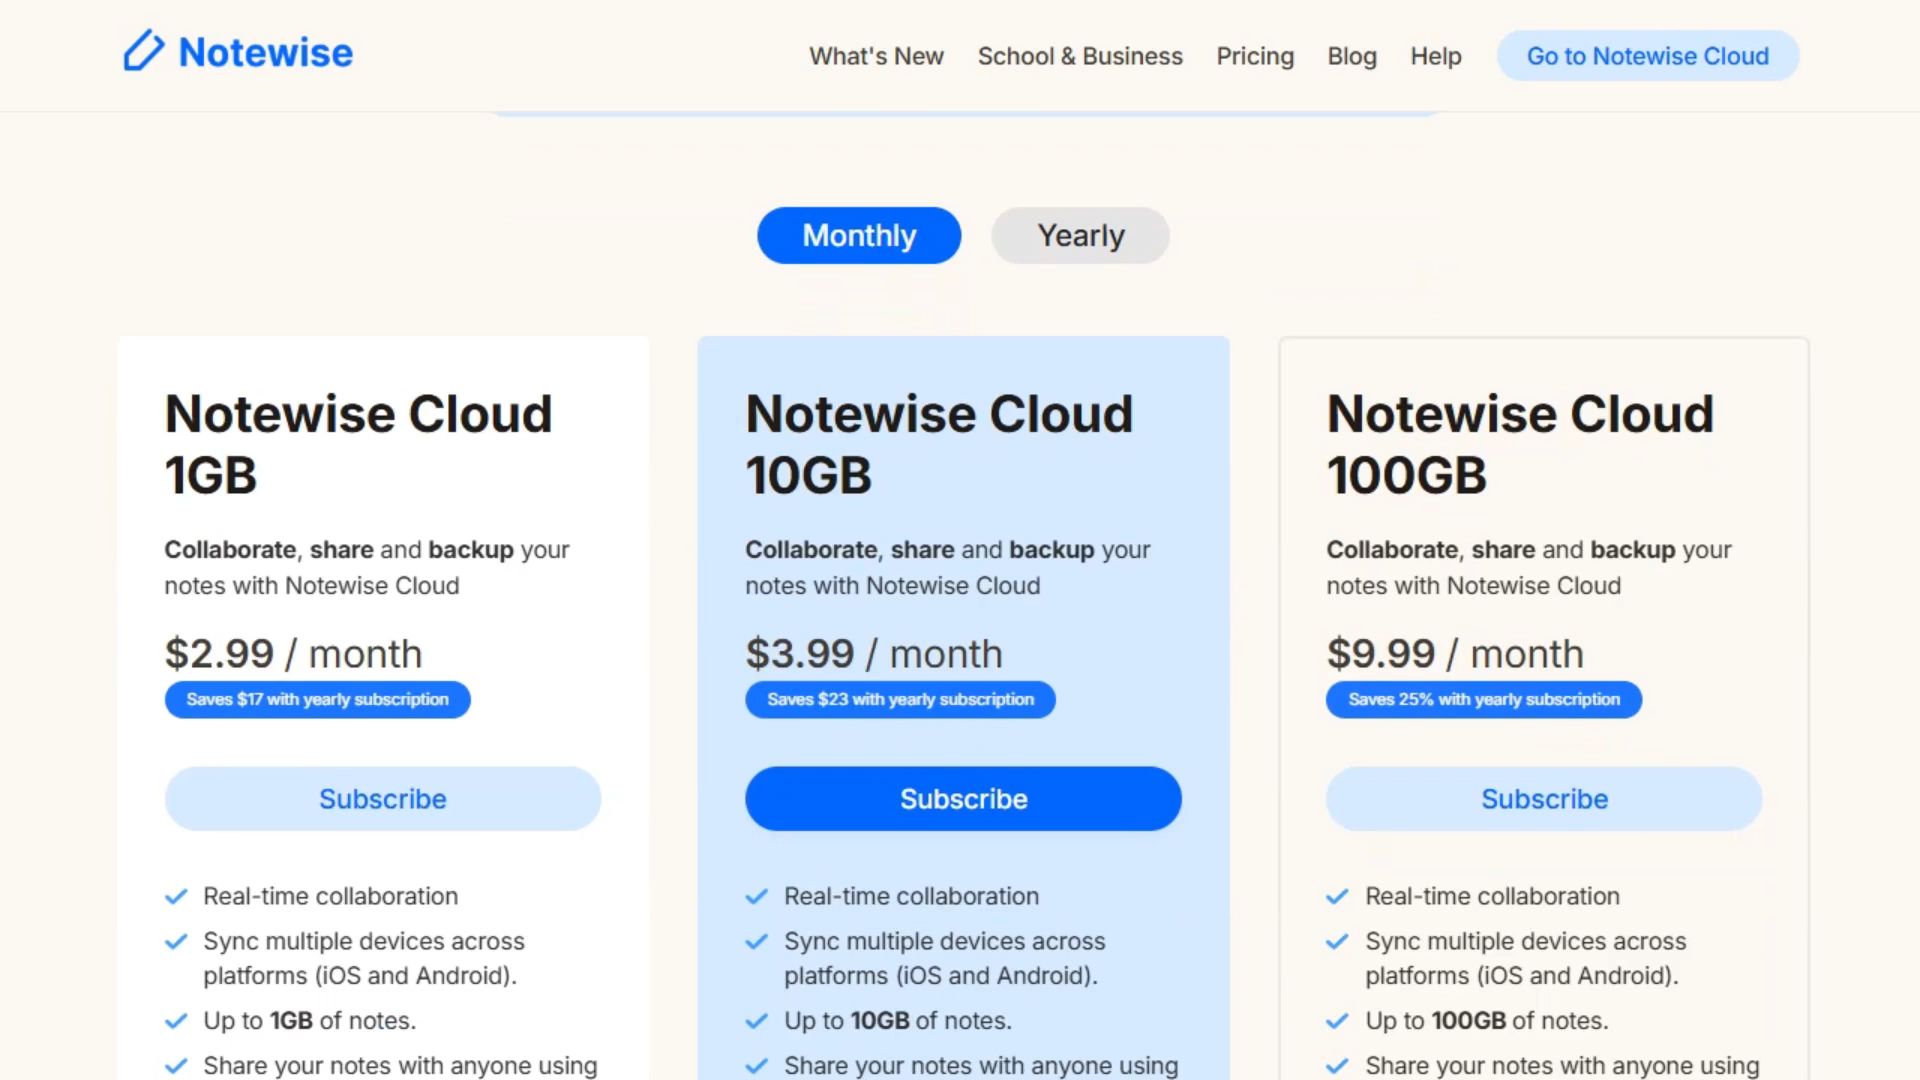 Notewise
What's New
School & Business
Pricing
Blog
Help
Go to Notewise Cloud
Monthly
Yearly
Notewise Cloud
1GB
Collaborate, share and backup your
notes with Notewise Cloud
$2.99 / month
Saves $17 with yearly subscription
Subscribe
Real-time collaboration
Sync multiple devices across
platforms (iOS and Android).
Up to 1GB of notes.
Share your notes with anyone using
Notewise Cloud
10GB
Collaborate, share and backup your
notes with Notewise Cloud
$3.99 / month
Saves $23 with yearly subscription
Subscribe
Real-time collaboration
Sync multiple devices across
platforms (iOS and Android).
Up to 10GB of notes.
Share your notes with anyone using
Notewise Cloud
100GB
Collaborate, share and backup your
notes with Notewise Cloud
$9.99 / month
Saves 25% with yearly subscription
Subscribe
Real-time collaboration
Sync multiple devices across
platforms (iOS and Android).
Up to 100GB of notes.
Share your notes with anyone using